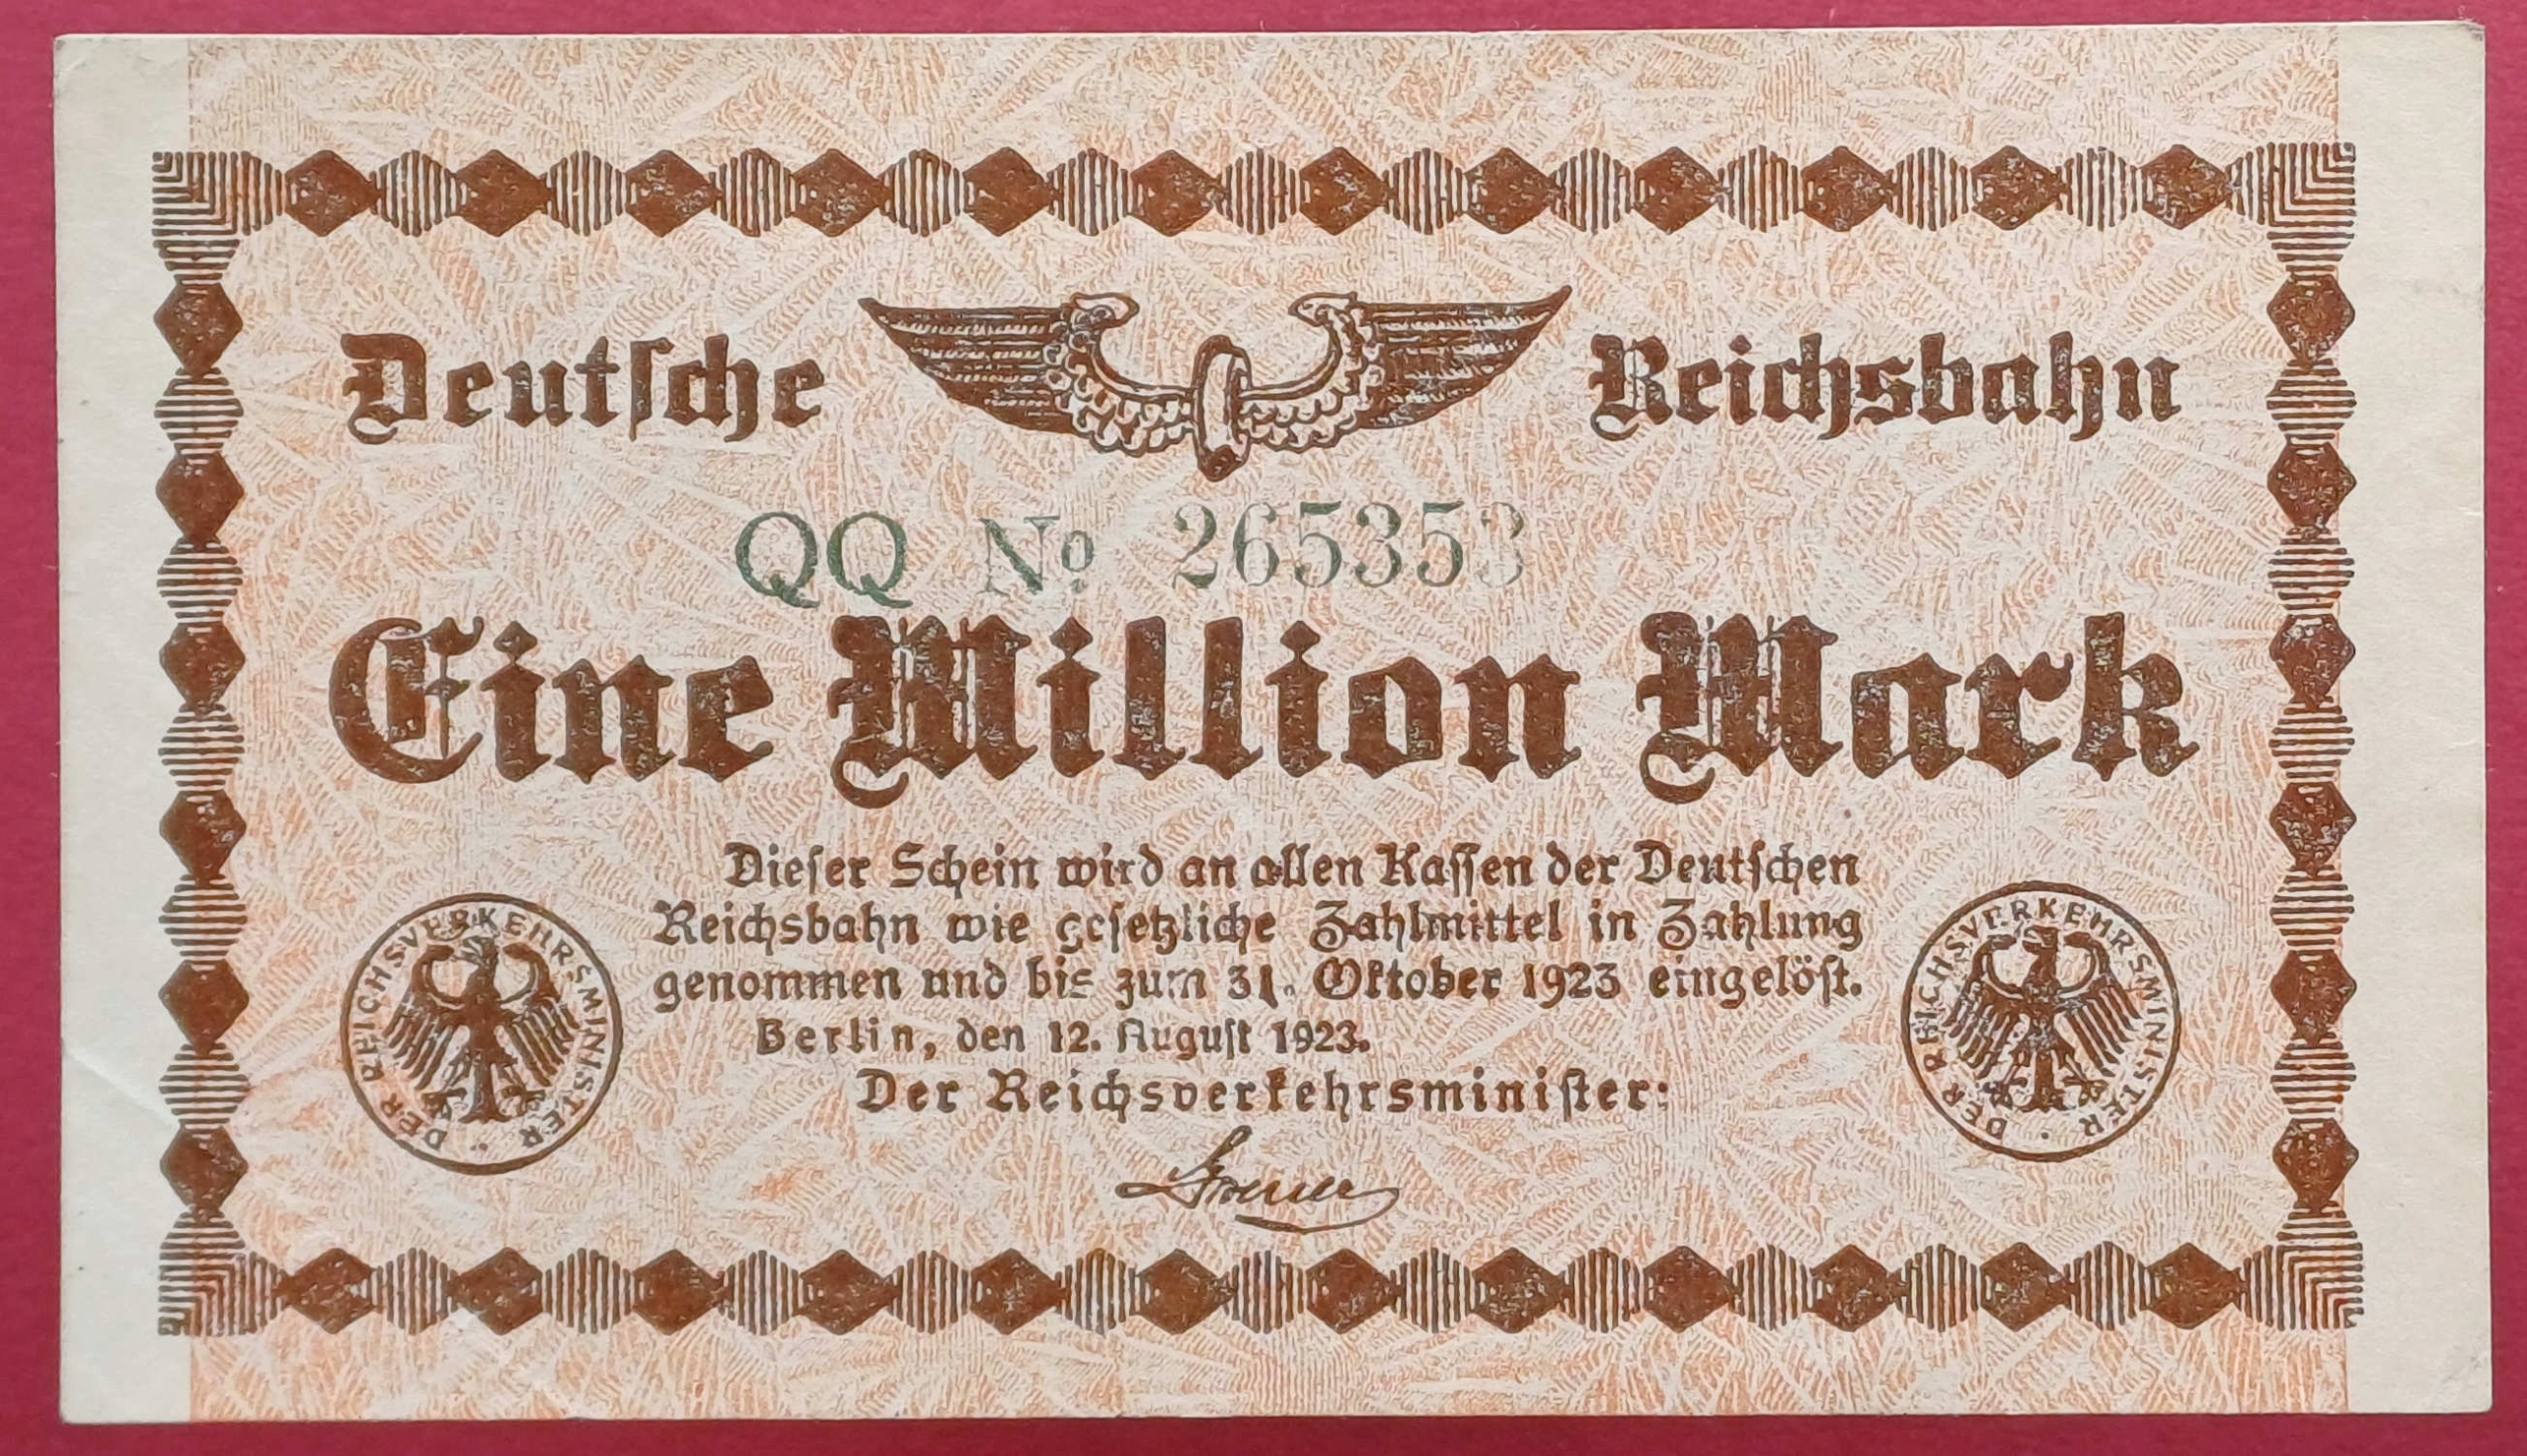 Deutsche Reichsbahn
QQ № 265353
Eine Million Mark
Dieser Schein wird an allen Kassen der Deutschen
Reichsbahn wie gesetzliche Zahlmittel in Zahlung
genommen und bis zum 31. Oktober 1923 eingelöst.
Berlin, den 12. August 1923.
Der Reichsverkehrsminister:
DER REICHSVERKEHRSMINISTER
DER REICHSVERKEHRSMINISTER